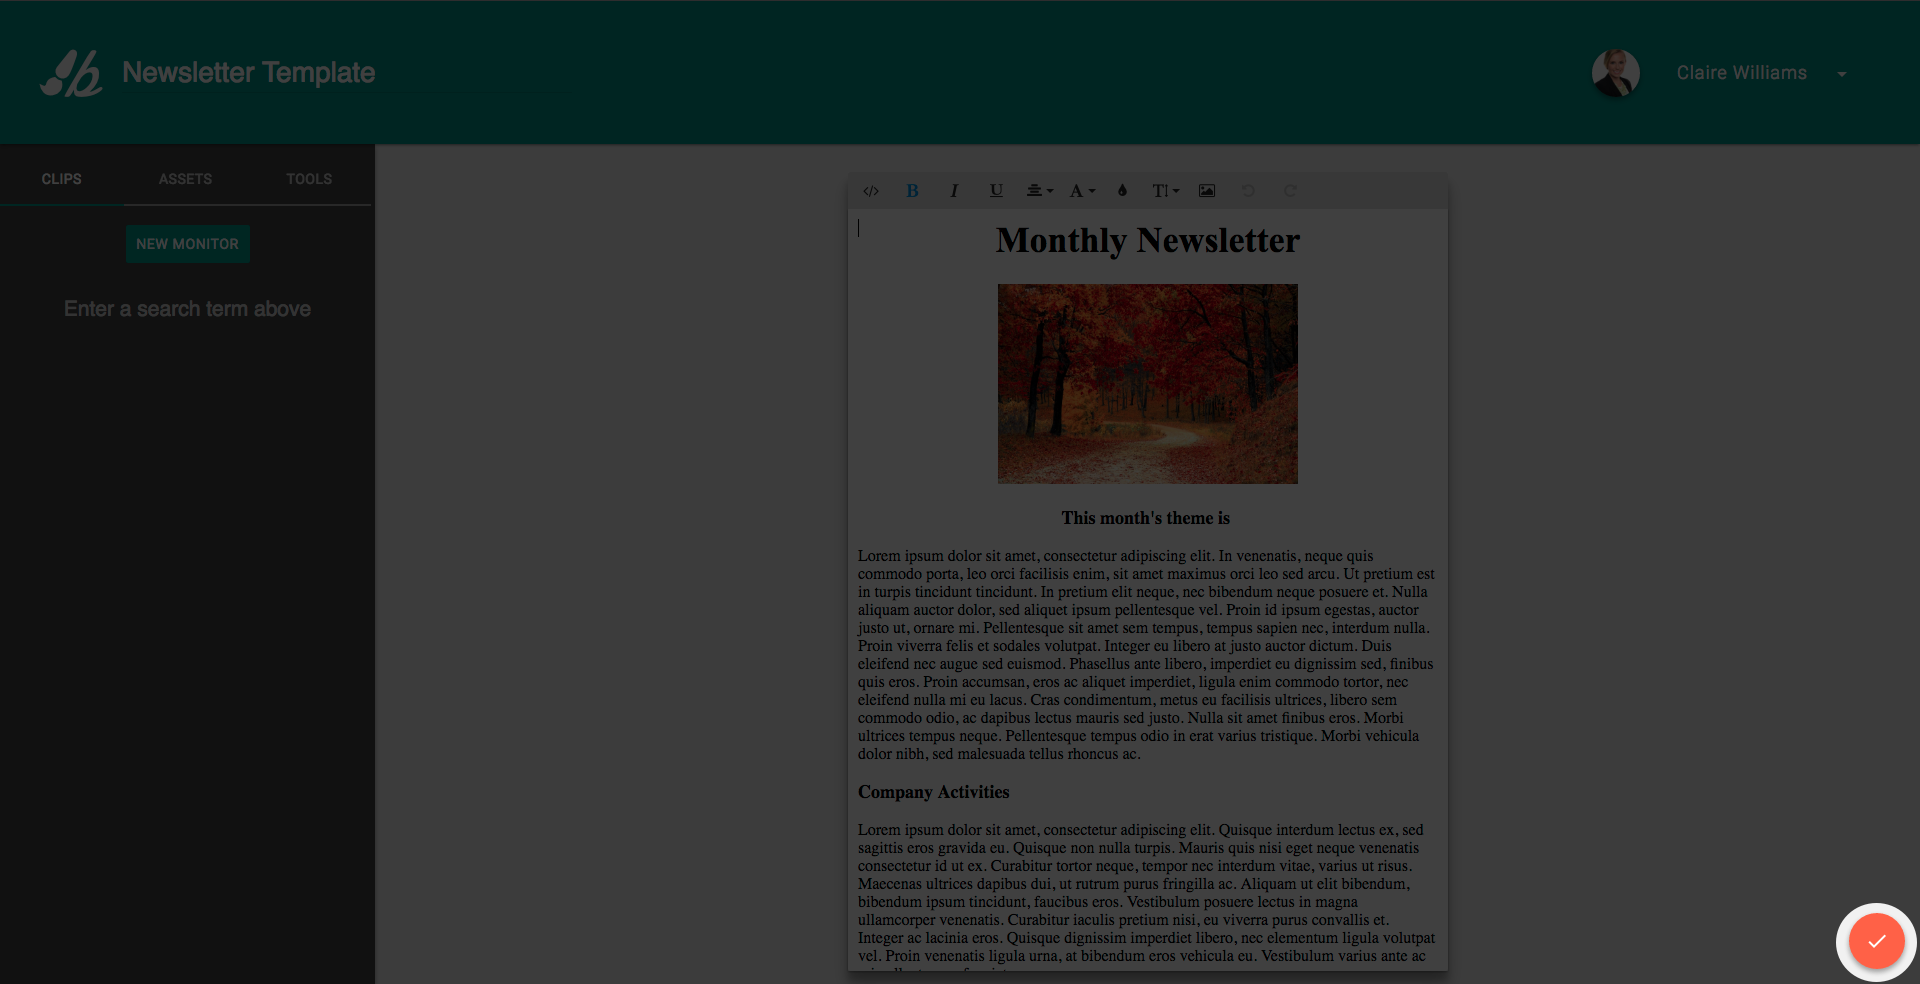 Newsletter Template
Claire Williams
CLIPS
ASSETS
TOOLS
NEW MONITOR
Enter a search term above
</>
B
I
U
A
T
Monthly Newsletter
This month's theme is
Lorem ipsum dolor sit amet, consectetur adipiscing elit. In venenatis, neque quis
commodo porta, leo orci facilisis enim, sit amet maximus orci leo sed arcu. Ut pretium est
in turpis tincidunt tincidunt. In pretium elit neque, nec bibendum neque posuere et. Nulla
aliquam auctor dolor, sed aliquet ipsum pellentesque vel. Proin id ipsum egestas, auctor
justo ut, ornare mi. Pellentesque sit amet sem tempus, tempus sapien nec, interdum nulla.
Proin viverra felis et sodales volutpat. Integer eu libero at justo auctor dictum. Duis
eleifend nec augue sed euismod. Phasellus ante libero, imperdiet eu dignissim sed, finibus
quis eros. Proin accumsan, eros ac aliquet imperdiet, ligula enim commodo tortor, nec
eleifend nulla mi eu lacus. Cras condimentum, metus eu facilisis ultrices, libero sem
commodo odio, ac dapibus lectus mauris sed justo. Nulla sit amet finibus eros. Morbi
ultrices tempus neque. Pellentesque tempus odio in erat varius tristique. Morbi vehicula
dolor nibh, sed malesuada tellus rhoncus ac.
Company Activities
Lorem ipsum dolor sit amet, consectetur adipiscing elit. Quisque interdum lectus ex, sed
sagittis eros gravida eu. Quisque non nulla turpis. Mauris quis nisi eget neque venenatis
consectetur id ut ex. Curabitur tortor neque, tempor nec interdum vitae, varius ut risus.
Maecenas ultrices dapibus dui, ut rutrum purus fringilla ac. Aliquam ut elit bibendum,
bibendum ipsum tincidunt, faucibus eros. Vestibulum posuere lectus in magna
ullamcorper venenatis. Curabitur iaculis pretium nisi, eu viverra purus convallis et.
Integer ac lacinia eros. Quisque dignissim imperdiet libero, nec elementum ligula volutpat
vel. Proin venenatis ligula urna, at bibendum eros vehicula eu. Vestibulum varius ante ac